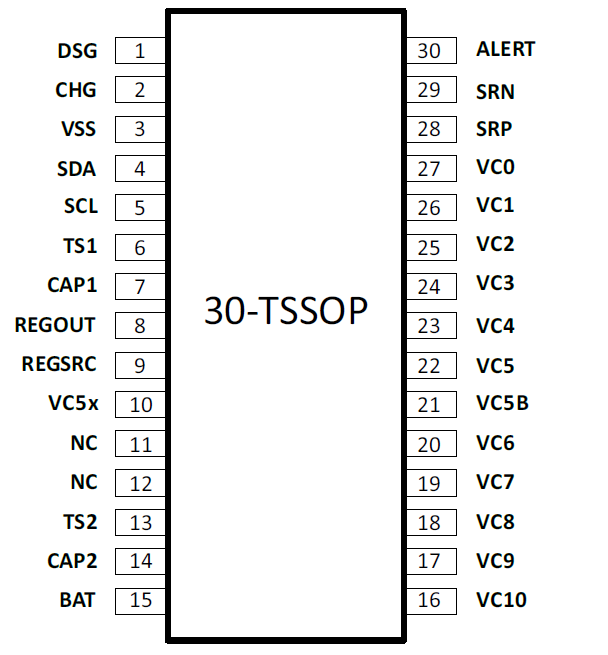 DSG 1 30 ALERT
CHG 2 29 SRN
VSS 3 28 SRP
SDA 4 27 VC0
SCL 5 26 VC1
TS1 6 25 VC2
CAP1 7 24 VC3
REGOUT 8 23 VC4
30-TSSOP
REGSRC 9 22 VC5
VC5x 10 21 VC5B
NC 11 20 VC6
NC 12 19 VC7
TS2 13 18 VC8
CAP2 14 17 VC9
BAT 15 16 VC10